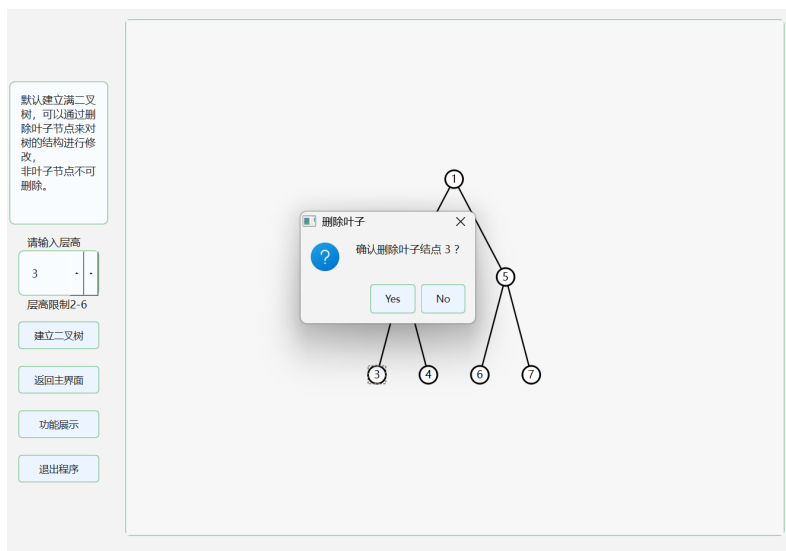 默认建立满二叉
树，可以通过删
除叶子节点来对
树的结构进行修
改，
非叶子节点不可
删除。
请输入层高
3
层高限制2-6
建立二叉树
返回主界面
功能展示
退出程序
1
删除叶子
?
确认删除叶子结点 3 ?
Yes No
5
3 4 6 7